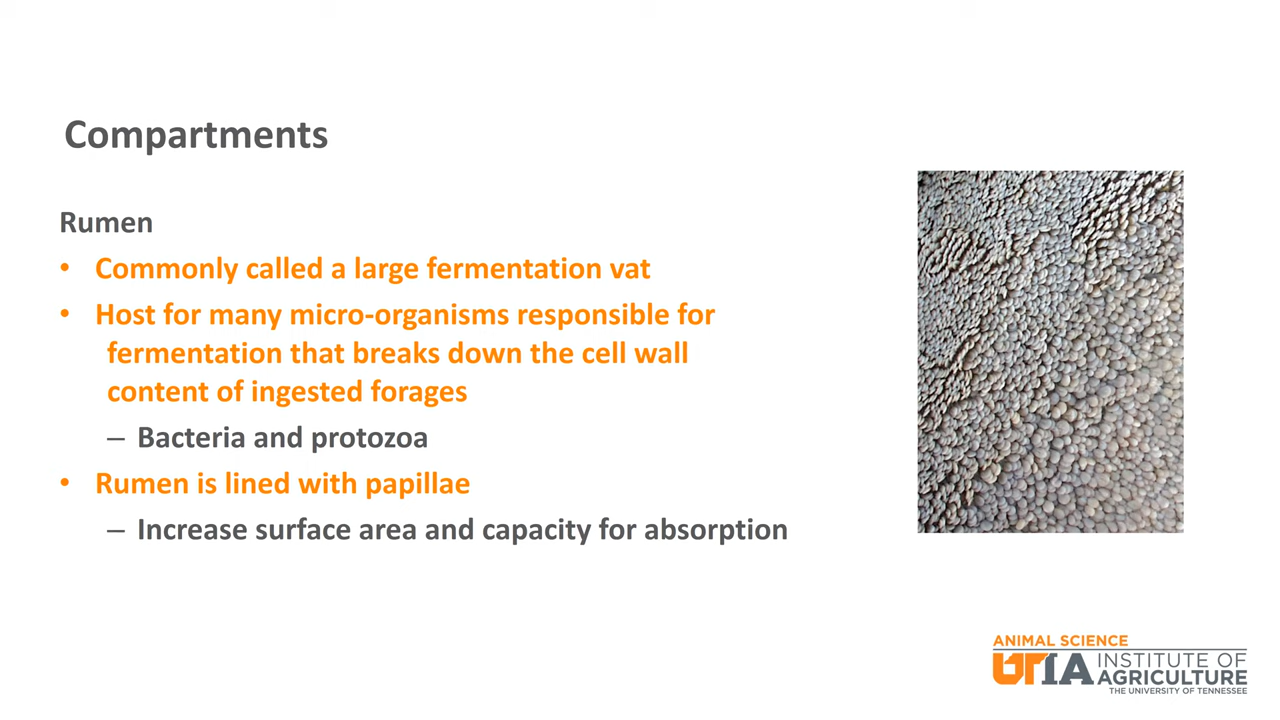 Compartments
Rumen
• Commonly called a large fermentation vat
• Host for many micro-organisms responsible for
fermentation that breaks down the cell wall
content of ingested forages
– Bacteria and protozoa
• Rumen is lined with papillae
– Increase surface area and capacity for absorption
ANIMAL SCIENCE
UTIA INSTITUTE OF
AGRICULTURE
THE UNIVERSITY OF TENNESSEE